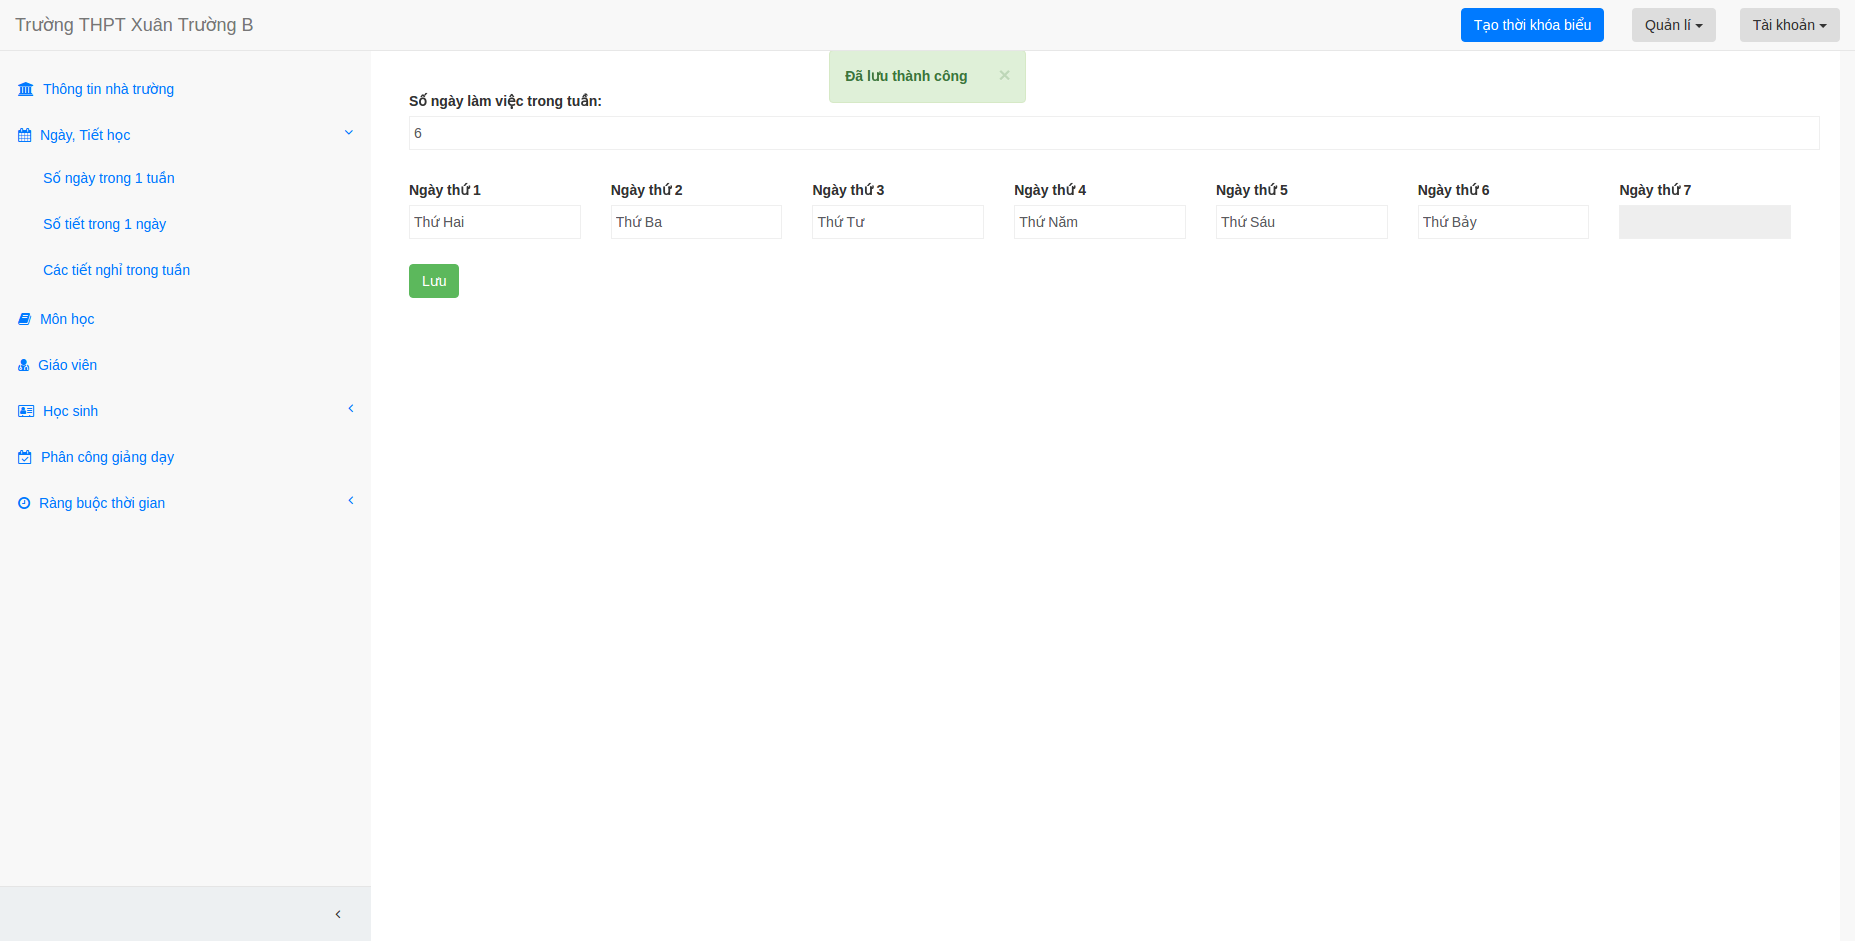 Trường THPT Xuân Trường B
Tạo thời khóa biểu
Quản lí
Tài khoản
Thông tin nhà trường
Ngày, Tiết học
Số ngày trong 1 tuần
Số tiết trong 1 ngày
Các tiết nghỉ trong tuần
Môn học
Giáo viên
Học sinh
Phân công giảng dạy
Ràng buộc thời gian
Đã lưu thành công ×
Số ngày làm việc trong tuần:
6
Ngày thứ 1 Ngày thứ 2 Ngày thứ 3 Ngày thứ 4 Ngày thứ 5 Ngày thứ 6 Ngày thứ 7
Thứ Hai Thứ Ba Thứ Tư Thứ Năm Thứ Sáu Thứ Bảy
Lưu